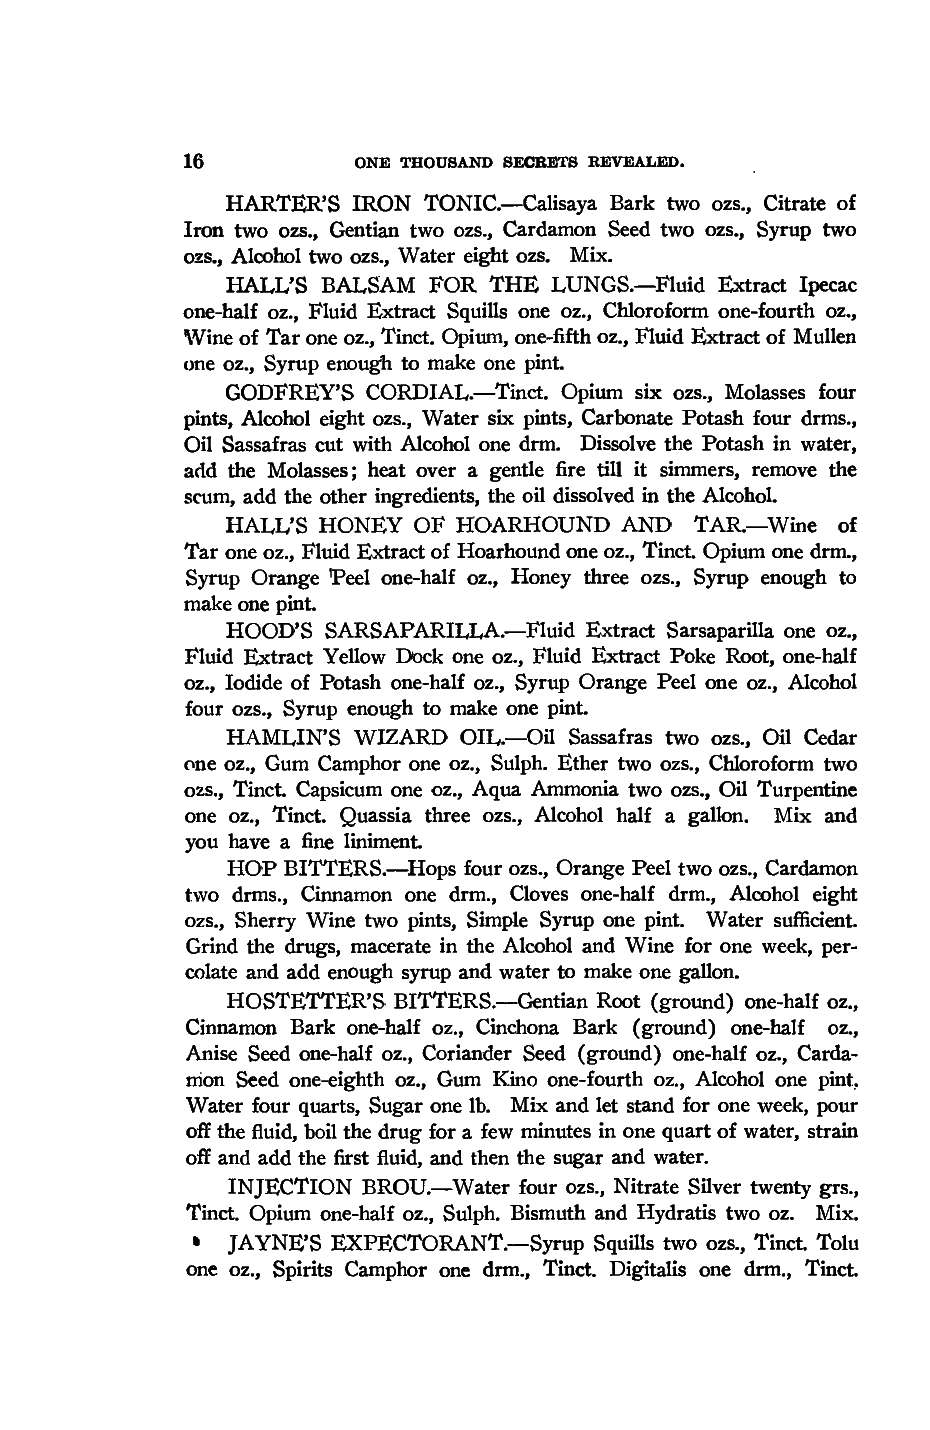 16 ONE THOUSAND SECRETS REVEALED.
HARTER'S IRON TONIC.—Calisaya Bark two ozs., Citrate of
Iron two ozs., Gentian two ozs., Cardamon Seed two ozs., Syrup two
ozs., Alcohol two ozs., Water eight ozs. Mix.
HALL'S BALSAM FOR THE LUNGS.—Fluid Extract Ipecac
one-half oz., Fluid Extract Squills one oz., Chloroform one-fourth oz.,
Wine of Tar one oz., Tinct. Opium, one-fifth oz., Fluid Extract of Mullen
one oz., Syrup enough to make one pint.
GODFREY'S CORDIAL.—Tinct. Opium six ozs., Molasses four
pints, Alcohol eight ozs., Water six pints, Carbonate Potash four drms.,
Oil Sassafras cut with Alcohol one drm. Dissolve the Potash in water,
add the Molasses; heat over a gentle fire till it simmers, remove the
scum, add the other ingredients, the oil dissolved in the Alcohol.
HALL'S HONEY OF HOARHOUND AND TAR.—Wine of
Tar one oz., Fluid Extract of Hoarhound one oz., Tinct. Opium one drm.,
Syrup Orange Peel one-half oz., Honey three ozs., Syrup enough to
make one pint.
HOOD'S SARSAPARILLA.—Fluid Extract Sarsaparilla one oz.,
Fluid Extract Yellow Dock one oz., Fluid Extract Poke Root, one-half
oz., Iodide of Potash one-half oz., Syrup Orange Peel one oz., Alcohol
four ozs., Syrup enough to make one pint.
HAMLIN'S WIZARD OIL.—Oil Sassafras two ozs., Oil Cedar
one oz., Gum Camphor one oz., Sulph. Ether two ozs., Chloroform two
ozs., Tinct. Capsicum one oz., Aqua Ammonia two ozs., Oil Turpentine
one oz., Tinct. Quassia three ozs., Alcohol half a gallon. Mix and
you have a fine liniment.
HOP BITTERS.—Hops four ozs., Orange Peel two ozs., Cardamon
two drms., Cinnamon one drm., Cloves one-half drm., Alcohol eight
ozs., Sherry Wine two pints, Simple Syrup one pint. Water sufficient.
Grind the drugs, macerate in the Alcohol and Wine for one week, per-
colate and add enough syrup and water to make one gallon.
HOSTETTER'S BITTERS.—Gentian Root (ground) one-half oz.,
Cinnamon Bark one-half oz., Cinchona Bark (ground) one-half oz.,
Anise Seed one-half oz., Coriander Seed (ground) one-half oz., Carda-
mon Seed one-eighth oz., Gum Kino one-fourth oz., Alcohol one pint,
Water four quarts, Sugar one lb. Mix and let stand for one week, pour
off the fluid, boil the drug for a few minutes in one quart of water, strain
off and add the first fluid, and then the sugar and water.
INJECTION BROU.—Water four ozs., Nitrate Silver twenty grs.,
Tinct. Opium one-half oz., Sulph. Bismuth and Hydratis two oz. Mix.
JAYNE'S EXPECTORANT.—Syrup Squills two ozs., Tinct. Tolu
one oz., Spirits Camphor one drm., Tinct. Digitalis one drm., Tinct.